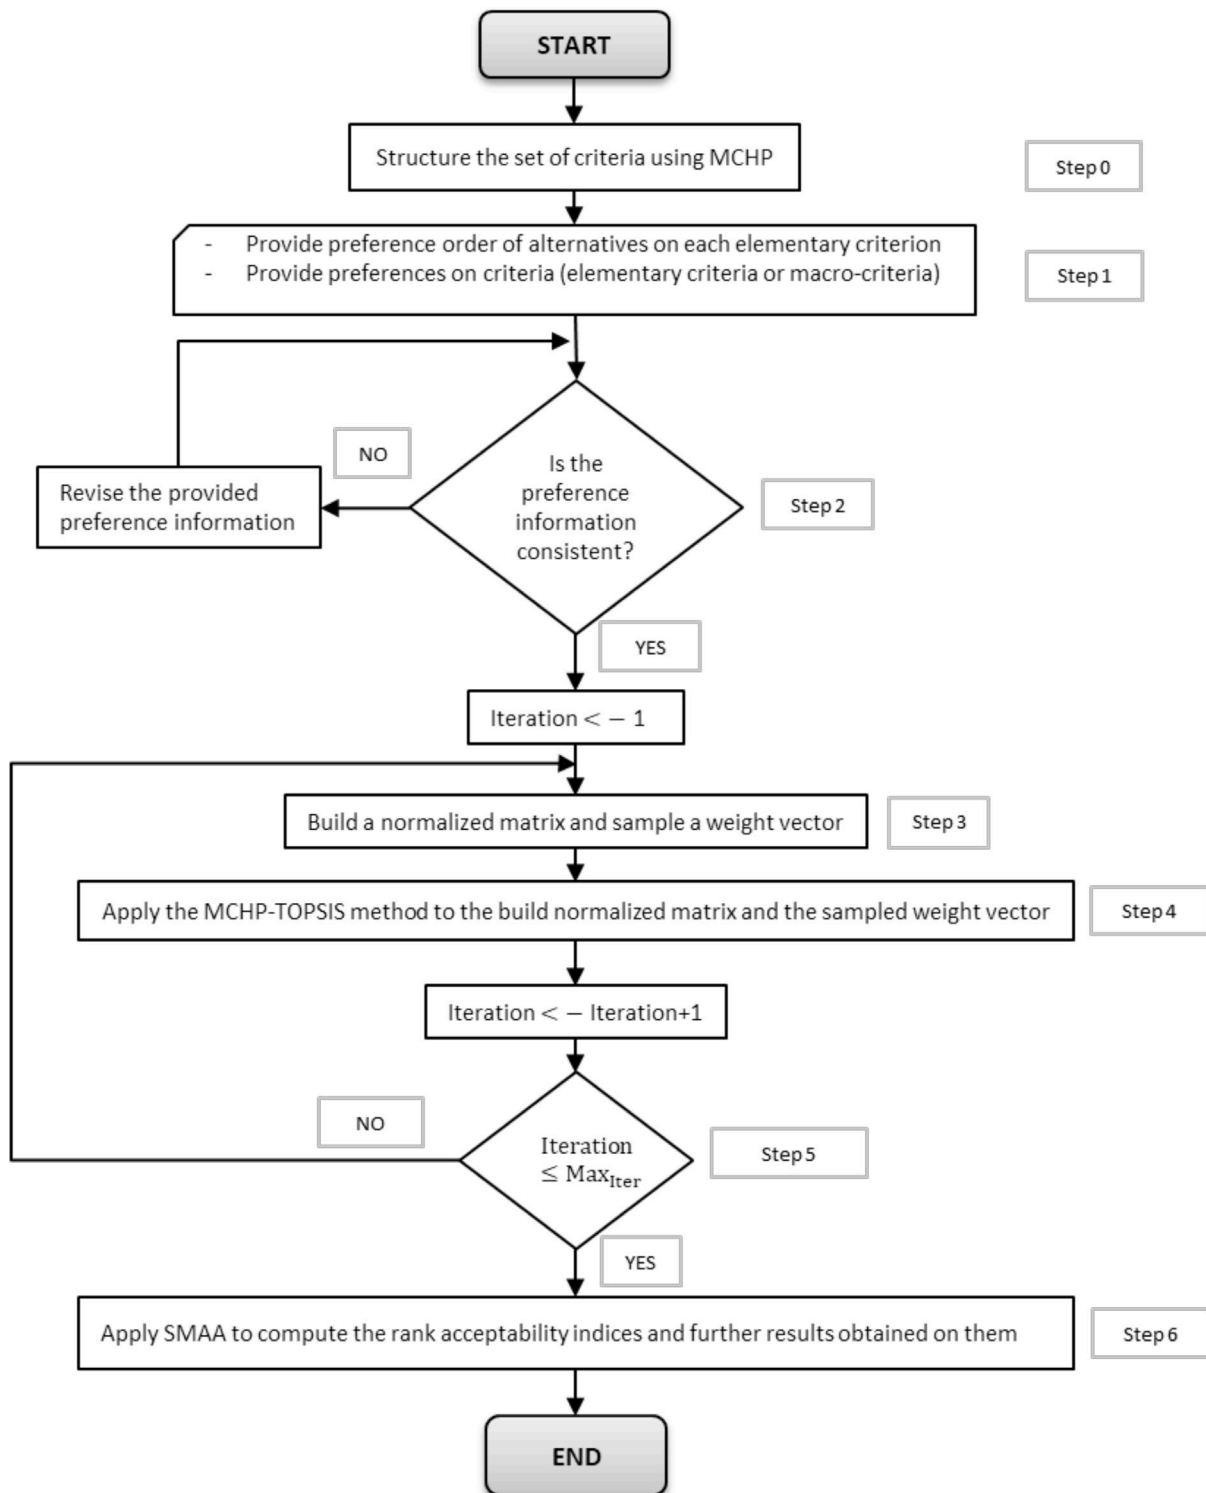 START
Structure the set of criteria using MCHP
Step 0
- Provide preference order of alternatives on each elementary criterion
- Provide preferences on criteria (elementary criteria or macro-criteria)
Step 1
NO
Revise the provided
preference information
Is the
preference
information
consistent?
Step 2
YES
Iteration < − 1
Build a normalized matrix and sample a weight vector
Step 3
Apply the MCHP-TOPSIS method to the build normalized matrix and the sampled weight vector
Step 4
Iteration < − Iteration+1
NO
Iteration
≤ Max_Iter
Step 5
YES
Apply SMAA to compute the rank acceptability indices and further results obtained on them
Step 6
END